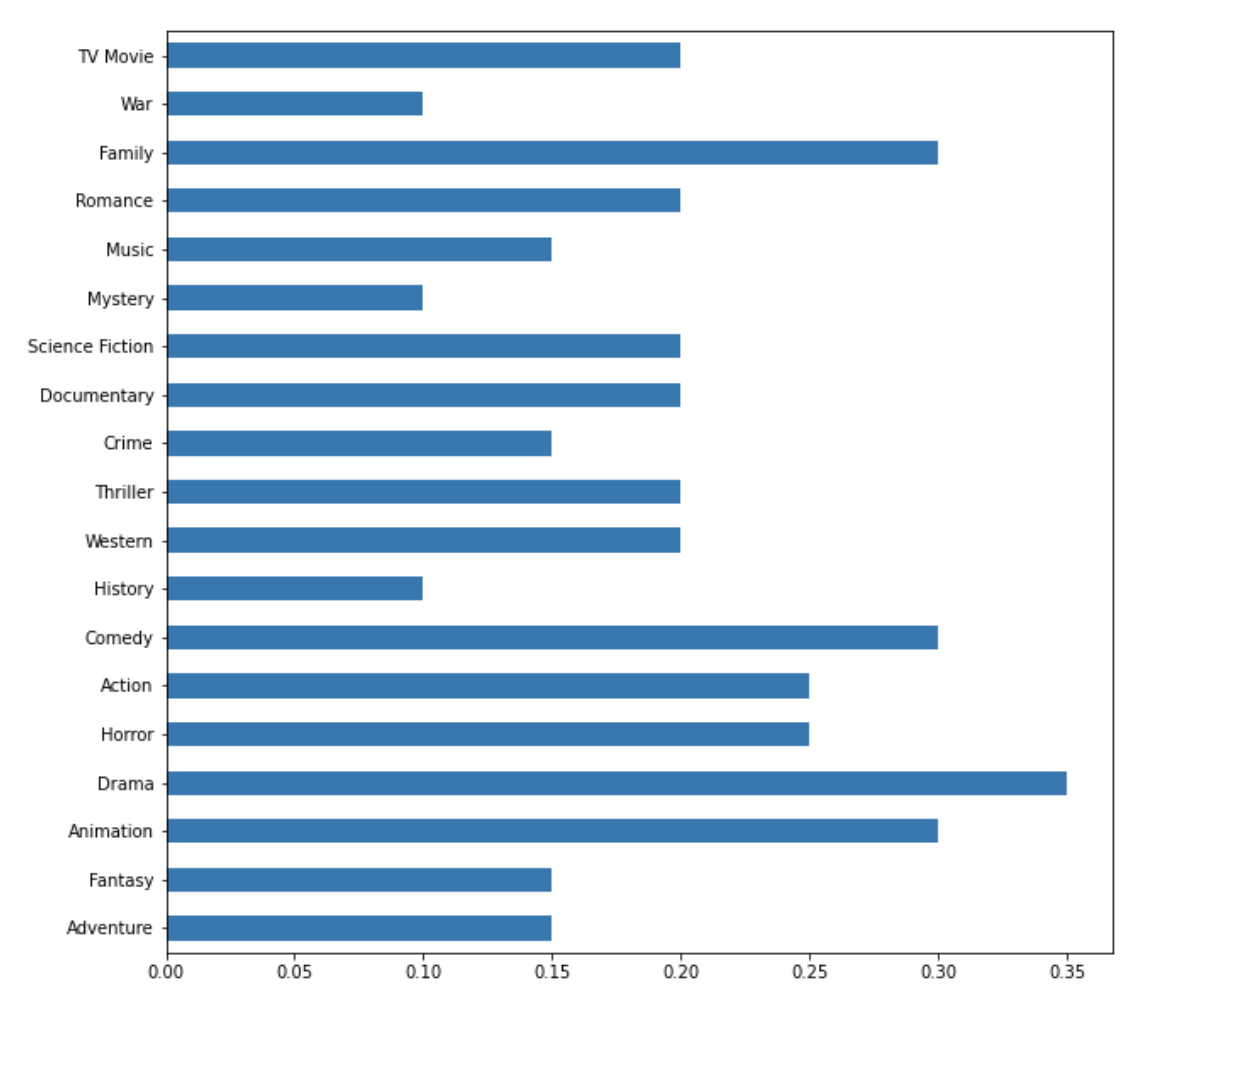 TV Movie
War
Family
Romance
Music
Mystery
Science Fiction
Documentary
Crime
Thriller
Western
History
Comedy
Action
Horror
Drama
Animation
Fantasy
Adventure
0.00 0.05 0.10 0.15 0.20 0.25 0.30 0.35